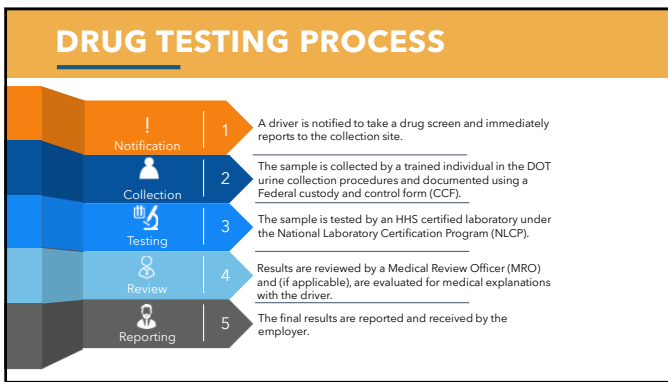 DRUG TESTING PROCESS
!
Notification
1
A driver is notified to take a drug screen and immediately
reports to the collection site.
Collection
2
The sample is collected by a trained individual in the DOT
urine collection procedures and documented using a
Federal custody and control form (CCF).
Testing
3
The sample is tested by an HHS certified laboratory under
the National Laboratory Certification Program (NLCP).
Review
4
Results are reviewed by a Medical Review Officer (MRO)
and (if applicable), are evaluated for medical explanations
with the driver.
Reporting
5
The final results are reported and received by the
employer.